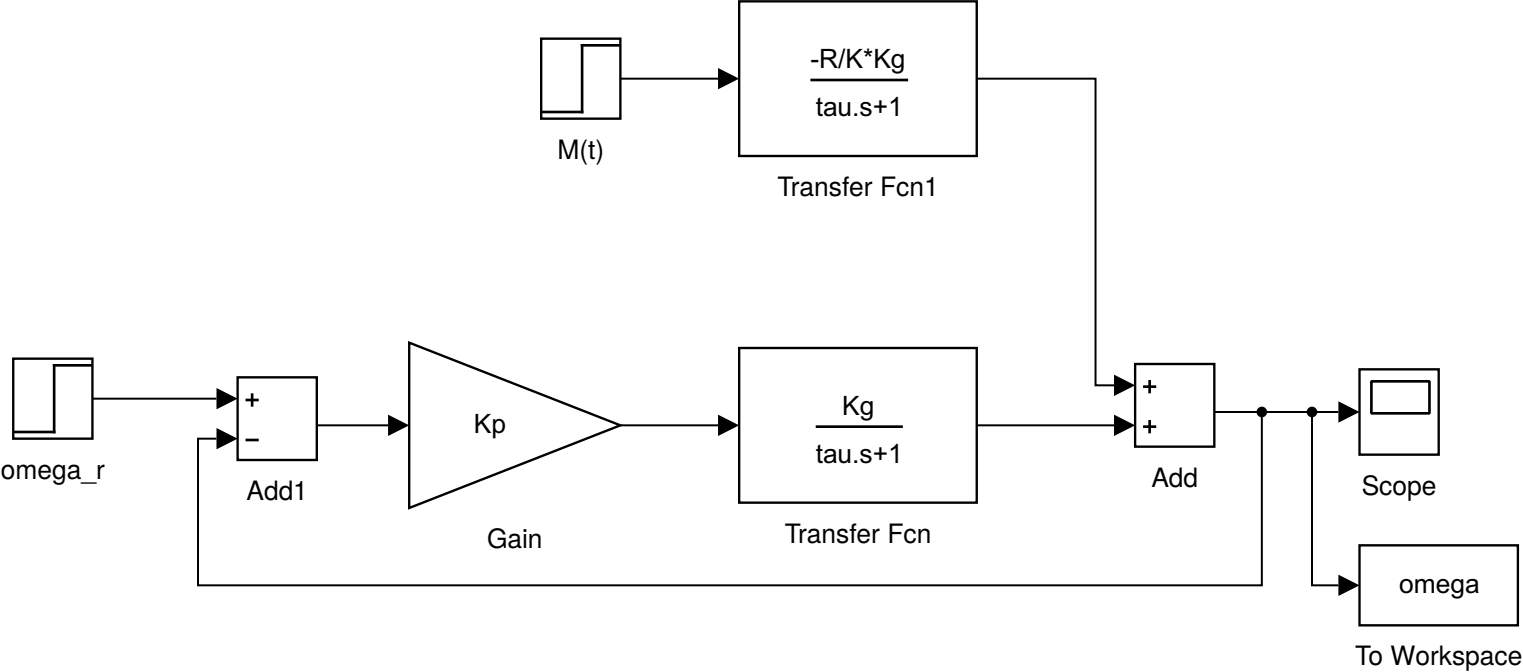 -R/K*Kg
tau.s+1
M(t)
Transfer Fcn1
+
−
Kp
Kg
tau.s+1
+
+
omega_r
Add1
Gain
Transfer Fcn
Add
Scope
omega
To Workspace